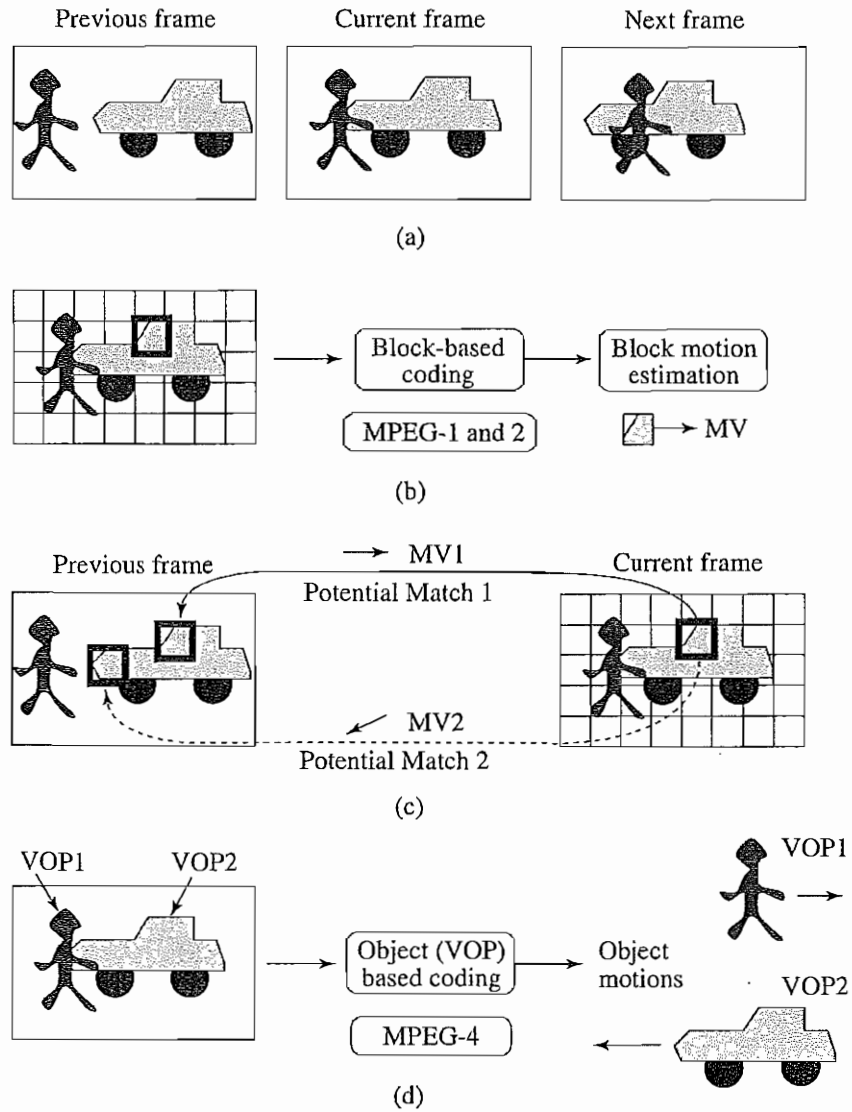 Previous frame
Current frame
Next frame
(a)
Block-based
coding
Block motion
estimation
MPEG-1 and 2
MV
(b)
MV1
Previous frame
Current frame
Potential Match 1
MV2
Potential Match 2
(c)
VOP1
VOP2
VOP1
Object (VOP)
based coding
Object
motions
VOP2
MPEG-4
(d)